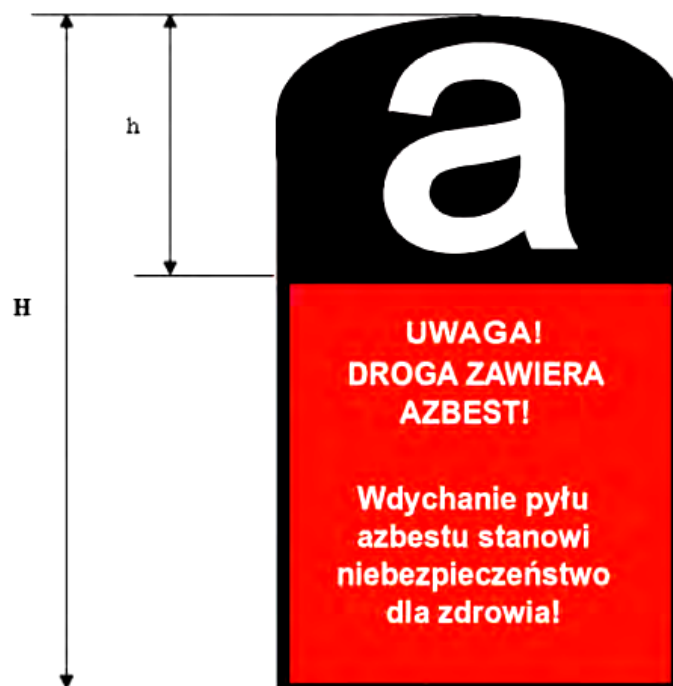 h
a
H
UWAGA!
DROGA ZAWIERA
AZBEST!
Wdychanie pyłu
azbestu stanowi
niebezpieczeństwo
dla zdrowia!